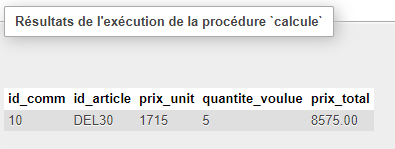 Résultats de l'exécution de la procédure `calcule`
id_comm id_article prix_unit quantite_voulue prix_total
10 DEL30 1715 5 8575.00